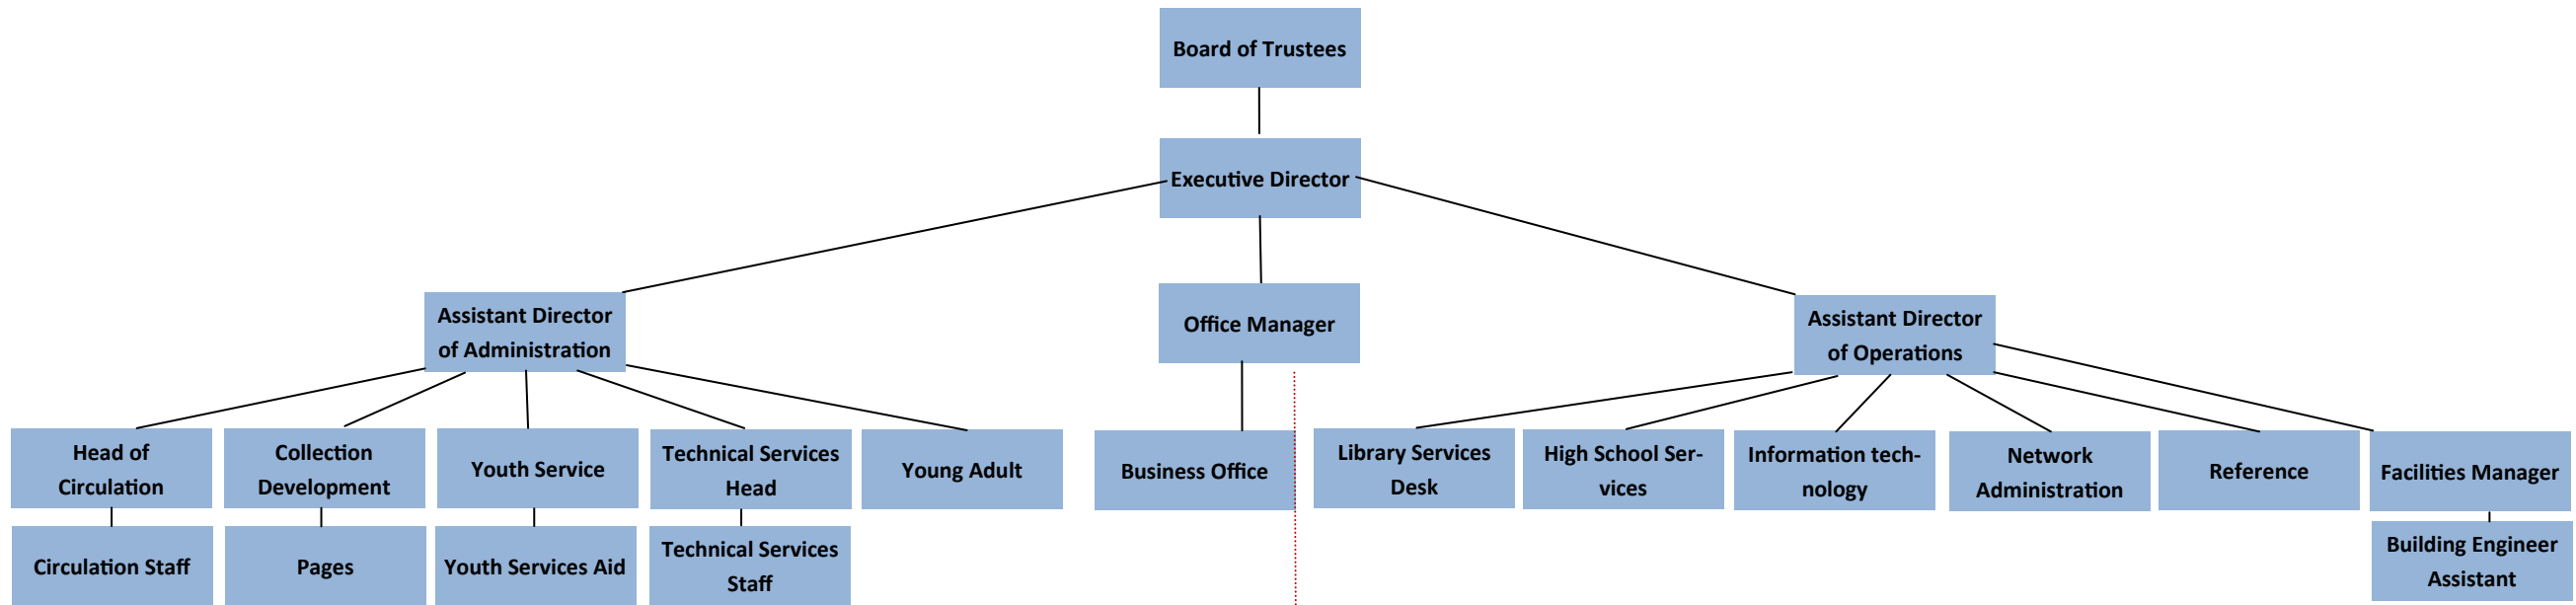 Board of Trustees
Executive Director
Assistant Director
of Administration
Office Manager
Assistant Director
of Operations
Head of
Circulation
Collection
Development
Youth Service
Technical Services
Head
Young Adult
Business Office
Library Services
Desk
High School Ser-
vices
Information tech-
nology
Network
Administration
Reference
Facilities Manager
Circulation Staff
Pages
Youth Services Aid
Technical Services
Staff
Building Engineer
Assistant